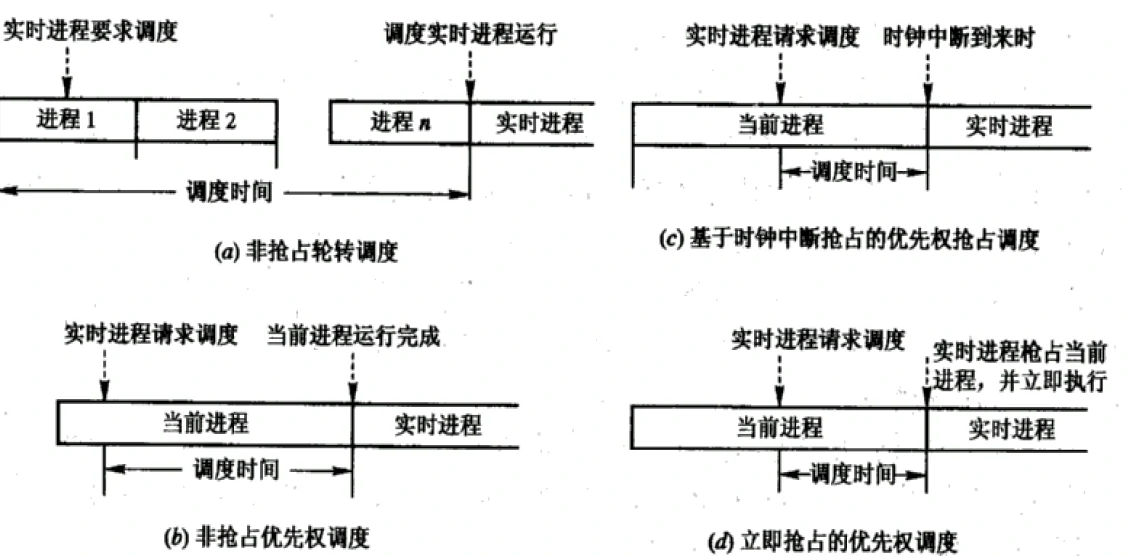 实时进程要求调度
调度实时进程运行
进程 1
进程 2
进程 n
实时进程
调度时间
(a) 非抢占轮转调度
实时进程请求调度
时钟中断到来时
当前进程
实时进程
调度时间
(c) 基于时钟中断抢占的优先权抢占调度
实时进程请求调度
当前进程运行完成
当前进程
实时进程
调度时间
(b) 非抢占优先权调度
实时进程请求调度
实时进程枪占当前
进程，并立即执行
当前进程
实时进程
调度时间
(d) 立即抢占的优先权调度